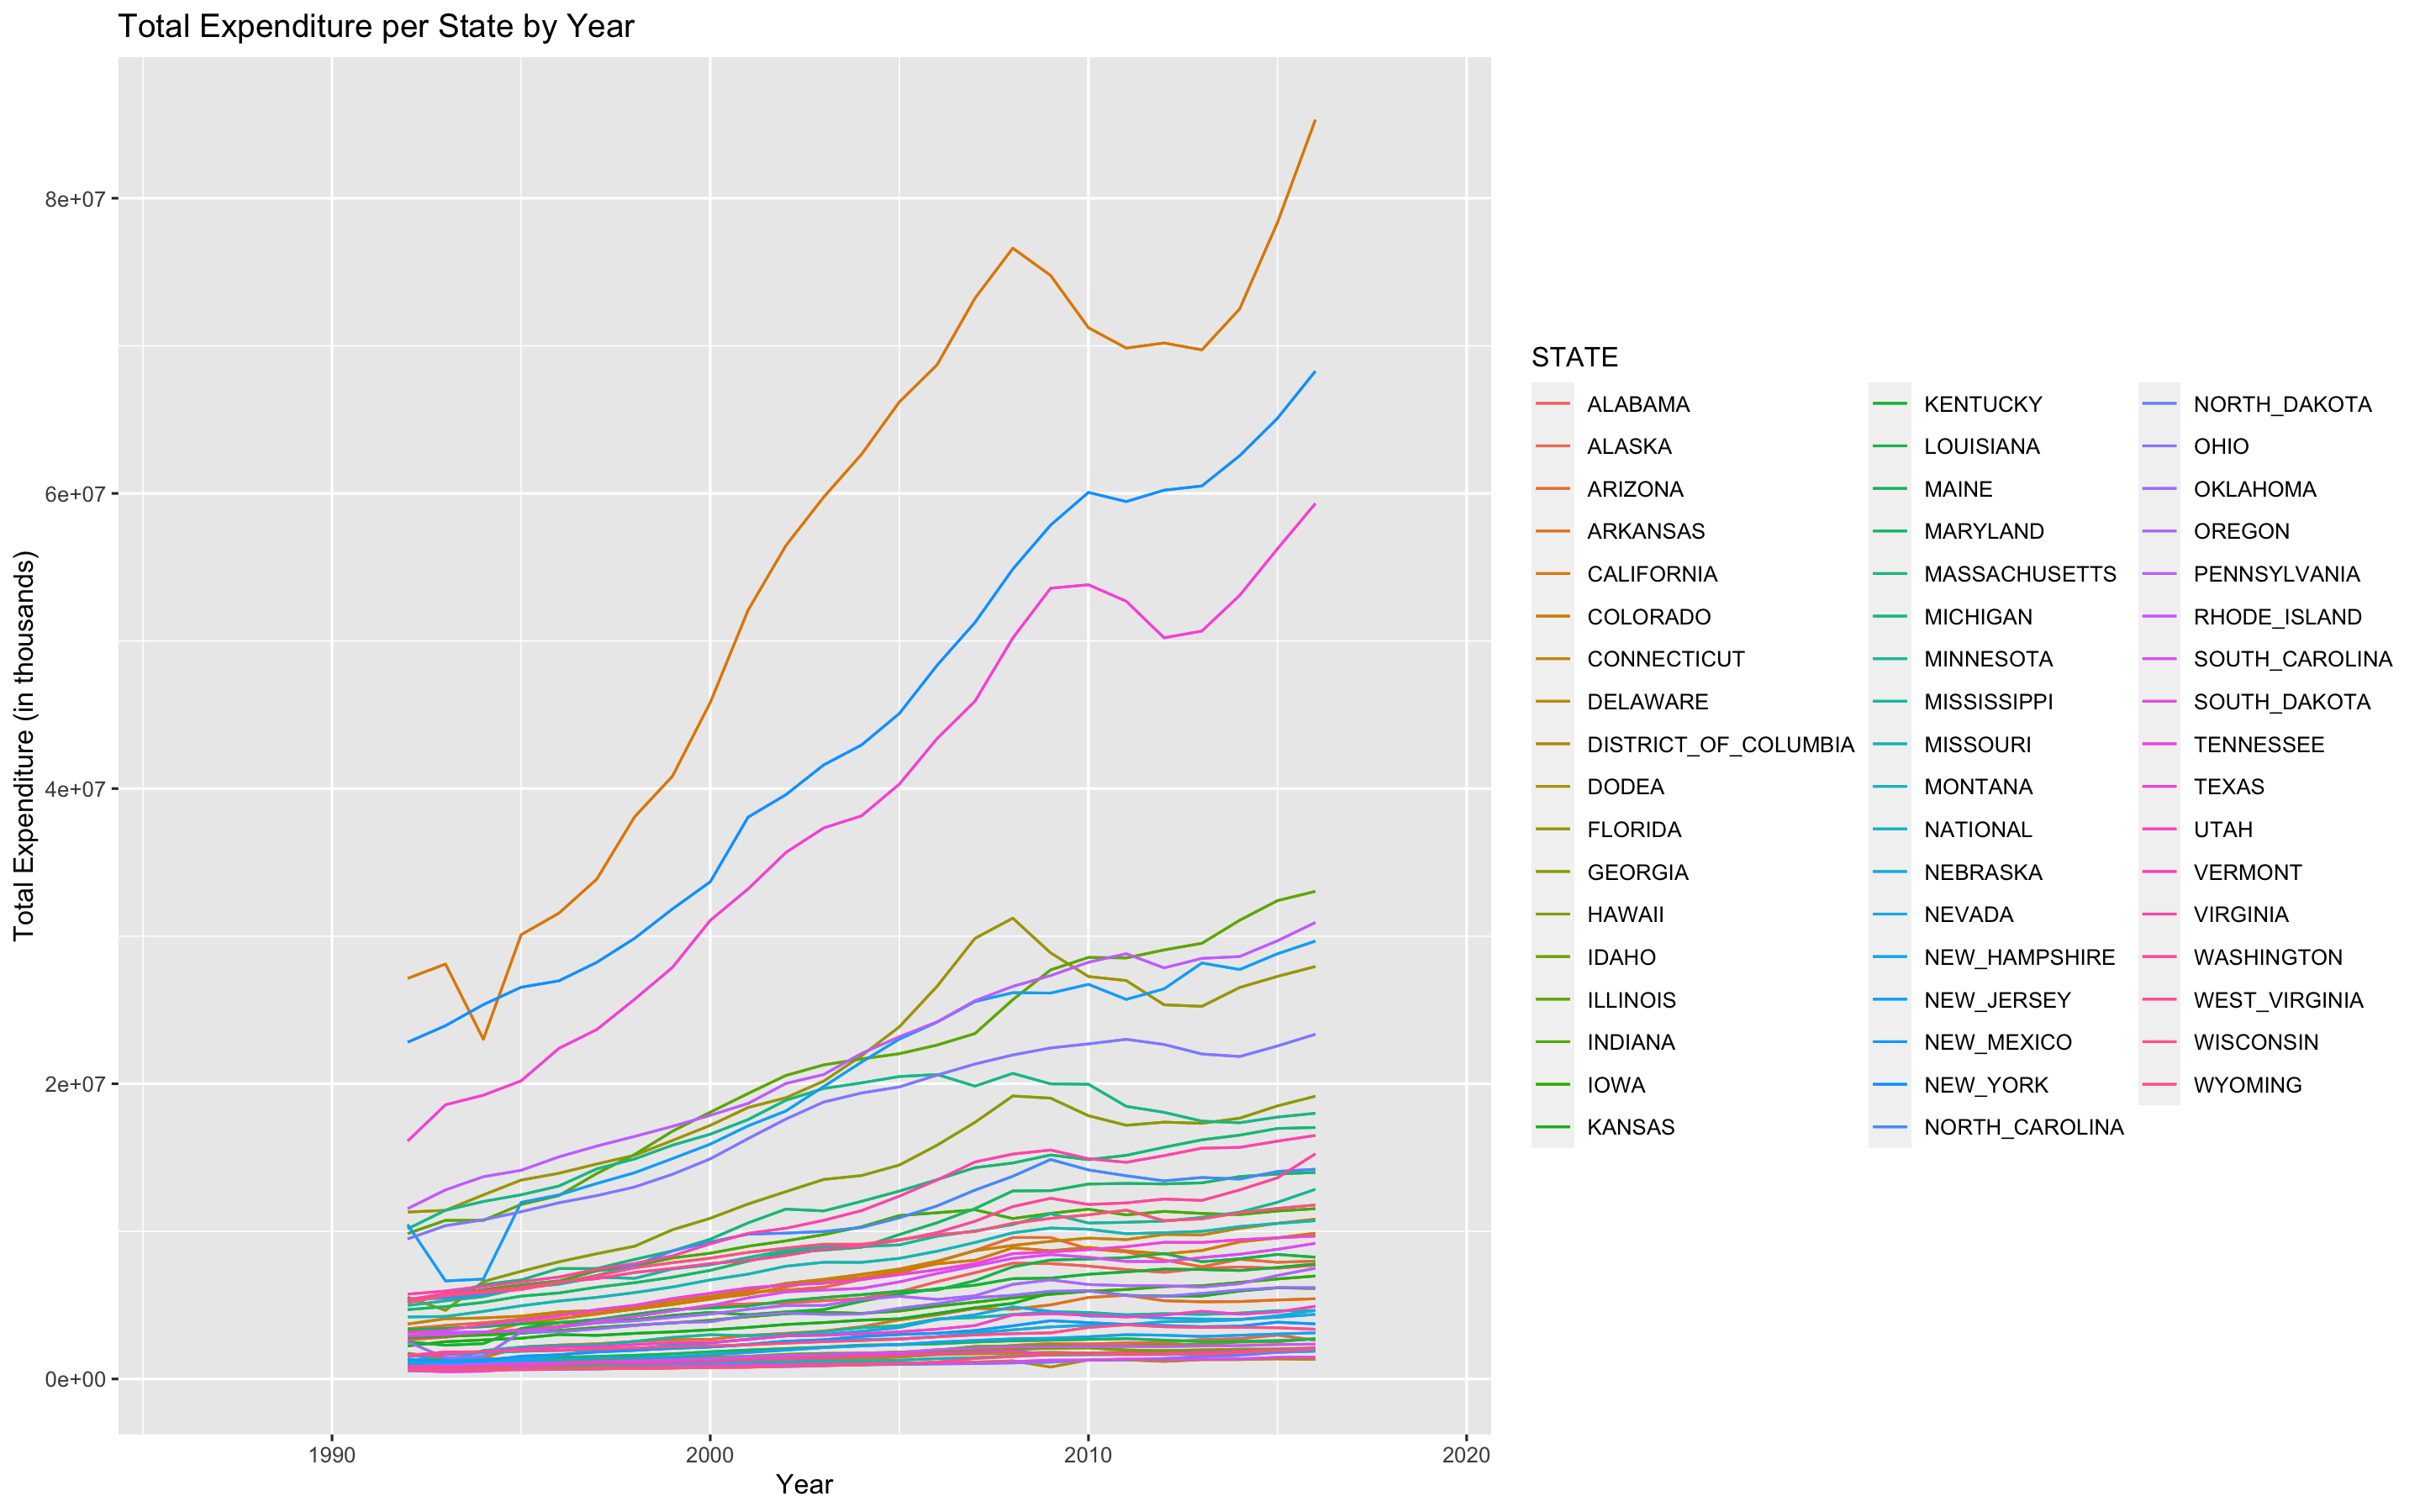 Total Expenditure per State by Year
Total Expenditure (in thousands)
8e+07
6e+07
4e+07
2e+07
0e+00
1990
2000
2010
2020
Year
STATE
ALABAMA
ALASKA
ARIZONA
ARKANSAS
CALIFORNIA
COLORADO
CONNECTICUT
DELAWARE
DISTRICT_OF_COLUMBIA
DODEA
FLORIDA
GEORGIA
HAWAII
IDAHO
ILLINOIS
INDIANA
IOWA
KANSAS
KENTUCKY
LOUISIANA
MAINE
MARYLAND
MASSACHUSETTS
MICHIGAN
MINNESOTA
MISSISSIPPI
MISSOURI
MONTANA
NATIONAL
NEBRASKA
NEVADA
NEW_HAMPSHIRE
NEW_JERSEY
NEW_MEXICO
NEW_YORK
NORTH_CAROLINA
NORTH_DAKOTA
OHIO
OKLAHOMA
OREGON
PENNSYLVANIA
RHODE_ISLAND
SOUTH_CAROLINA
SOUTH_DAKOTA
TENNESSEE
TEXAS
UTAH
VERMONT
VIRGINIA
WASHINGTON
WEST_VIRGINIA
WISCONSIN
WYOMING